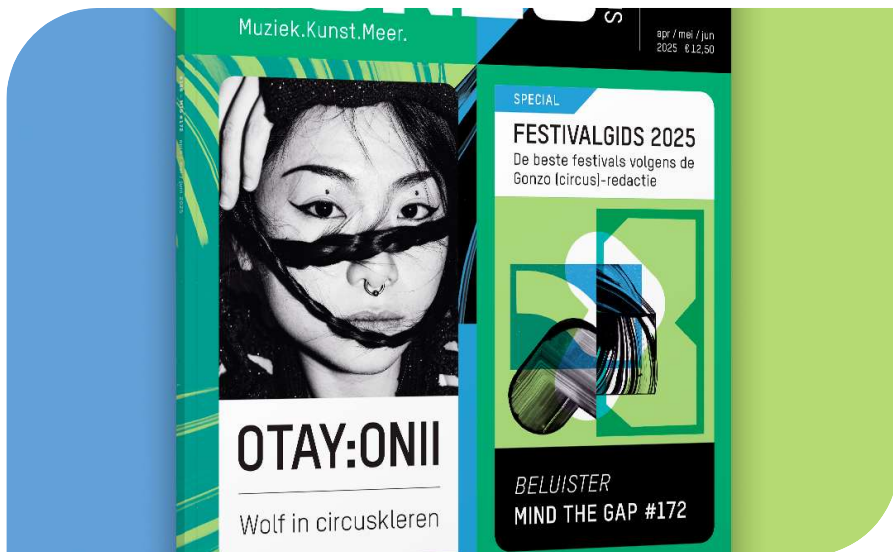 Muziek.Kunst.Meer.
apr / mei / jun
2025 € 12,50
SPECIAL
FESTIVALGIDS 2025
De beste festivals volgens de
Gonzo (circus)-redactie
OTAY:ONII
Wolf in circuskleren
BELUISTER
MIND THE GAP #172